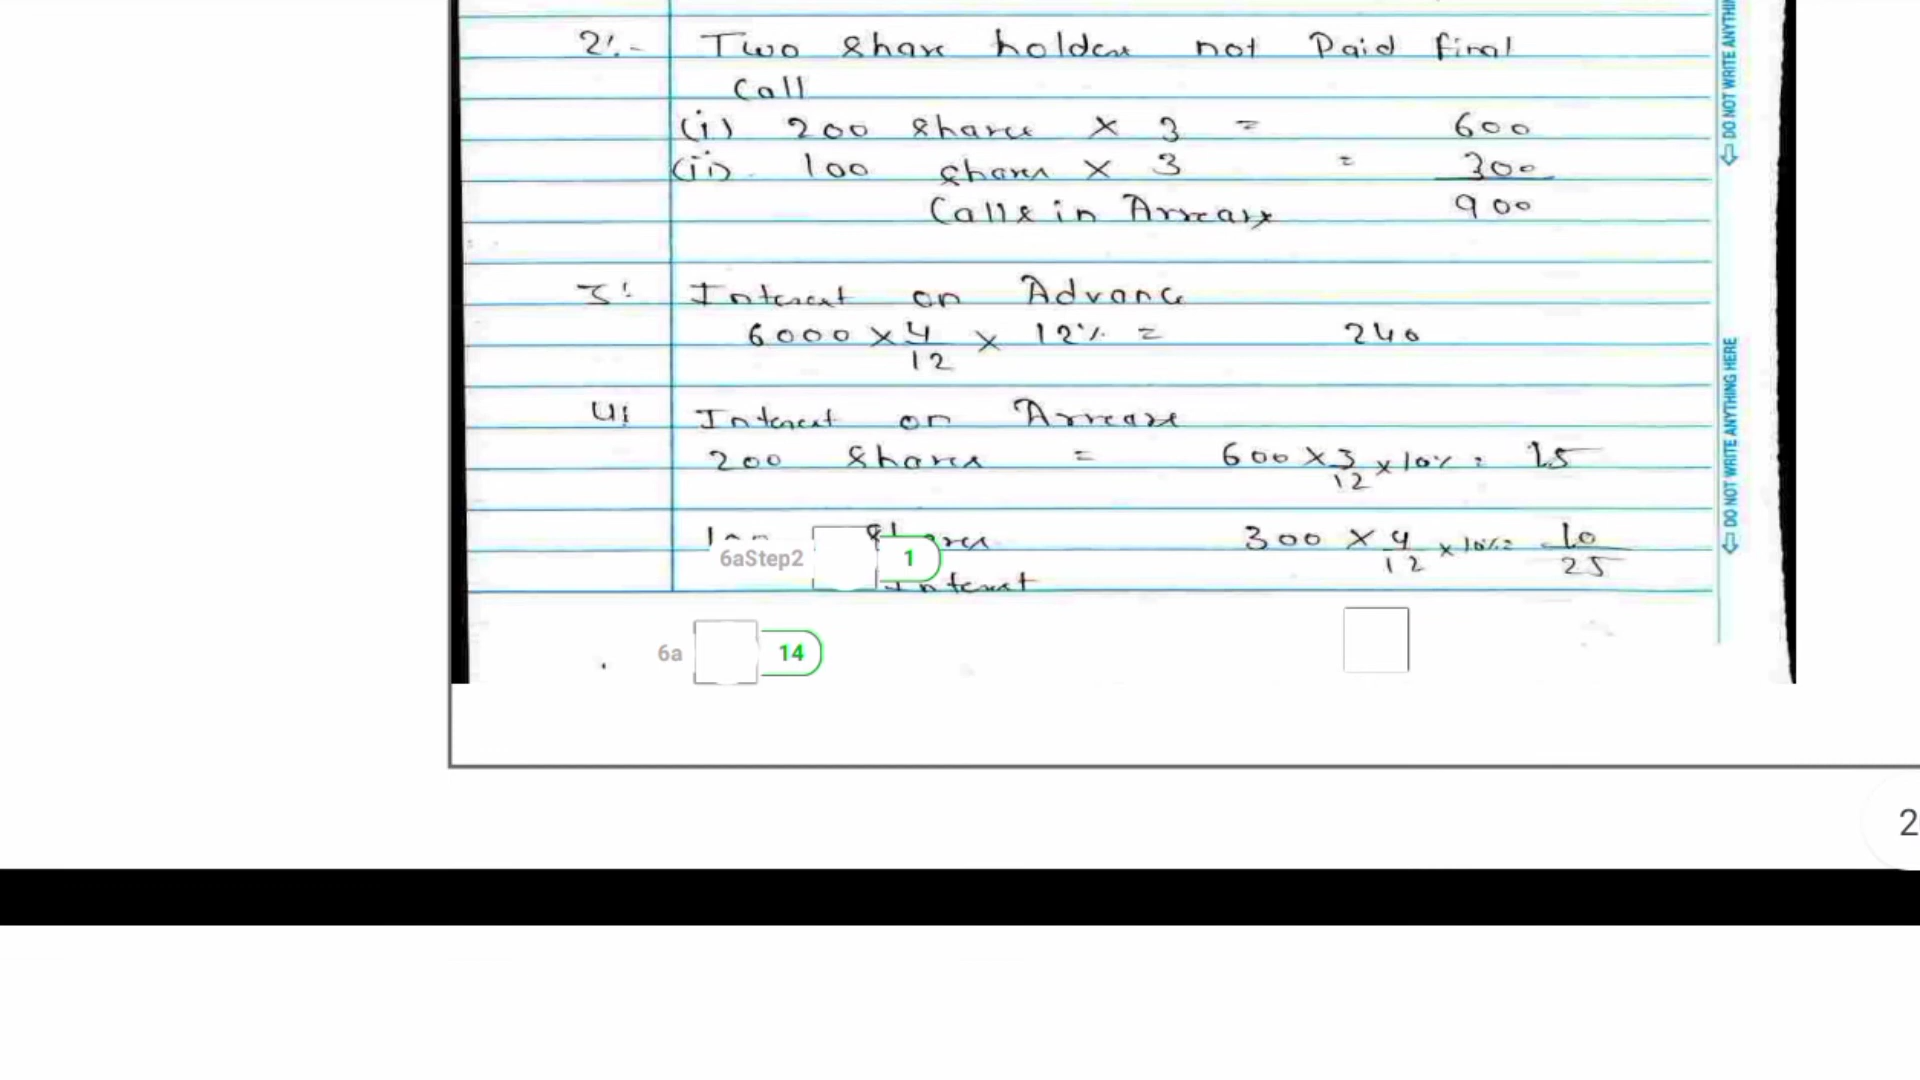 2:- Two share holders not Paid final
Call
(i) 200 shares × 3 = 600
(ii) 100 shares × 3 = 300
Calls in Arrears 900
3: Interest on Advance
6000 × 4/12 × 12% = 240
4: Interest on Arrears
200 shares = 600 × 3/12 × 10% = 15
shares 300 × 4/12 × 10% = 10
25
Interest
6aStep2 1
6a 14
DO NOT WRITE ANYTHIN
DO NOT WRITE ANYTHING HERE
2